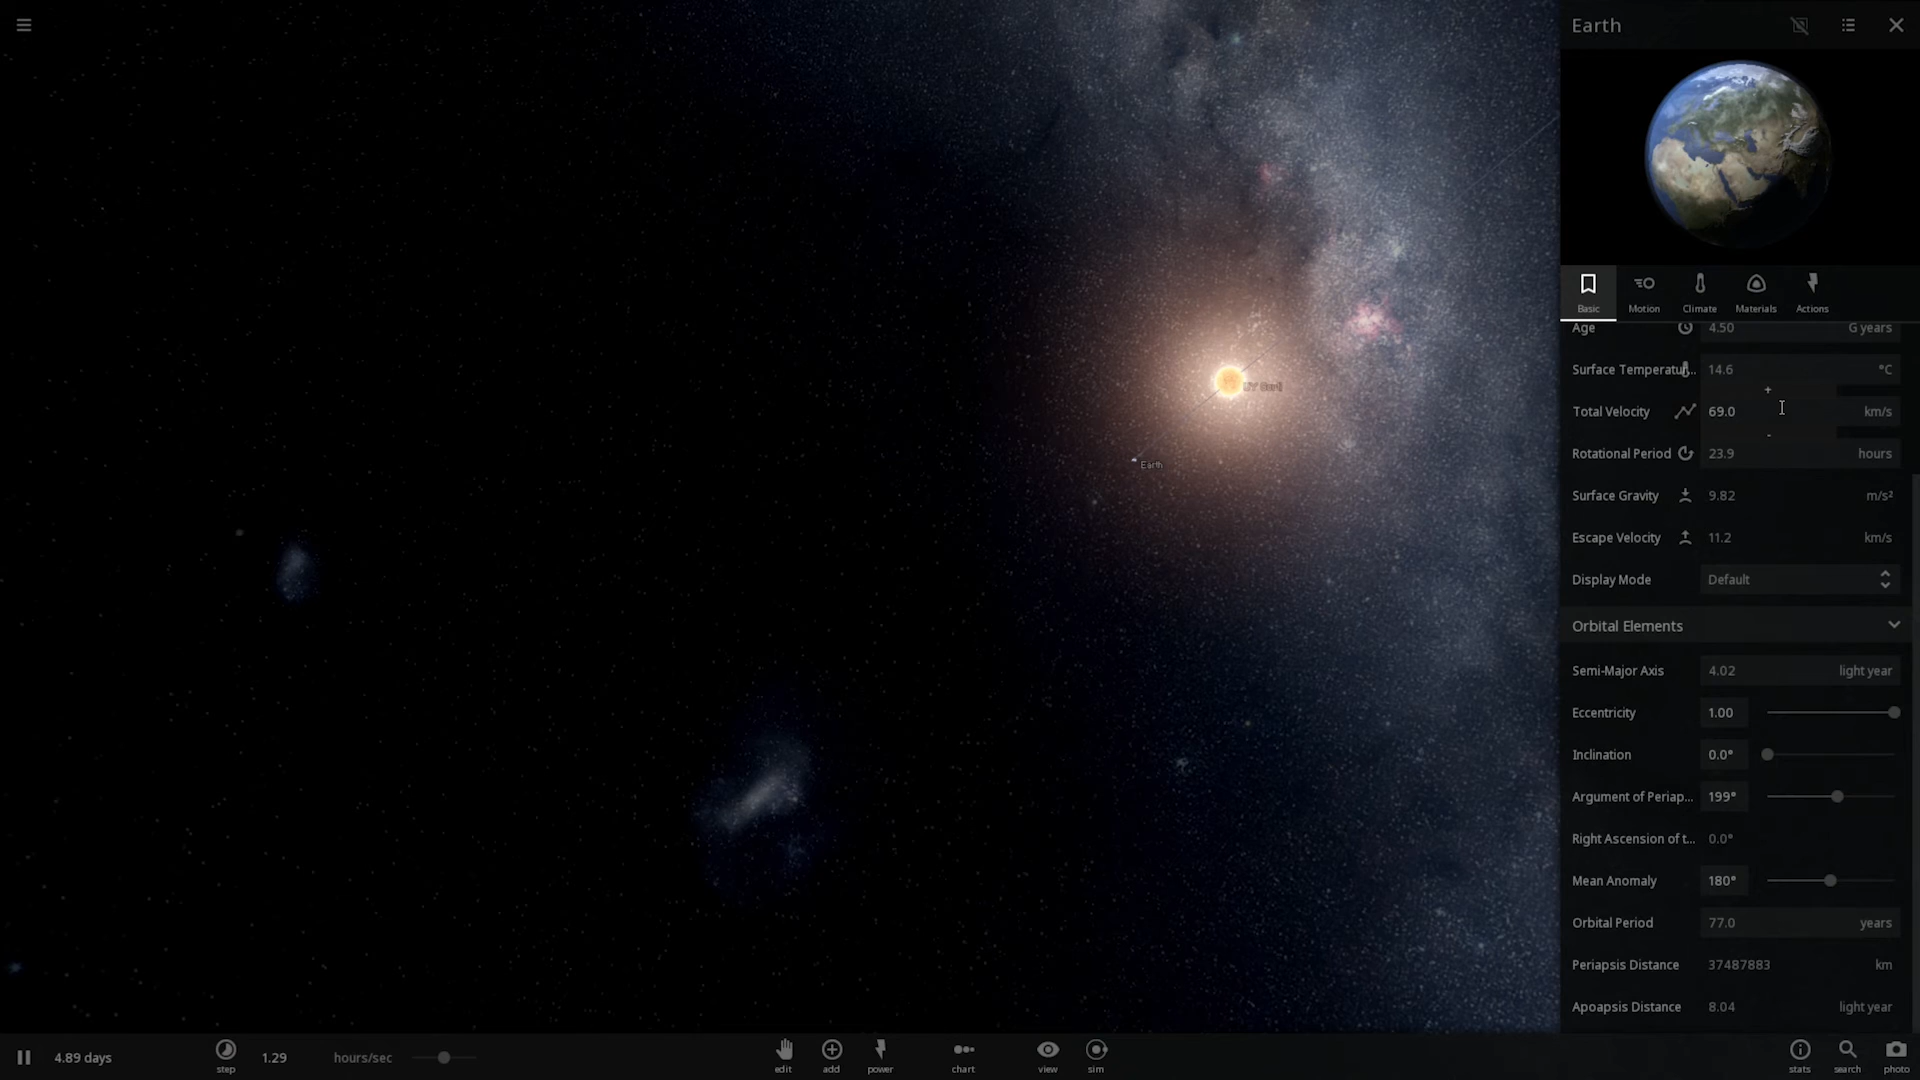 Earth
Basic
Motion
Climate
Materials
Actions
Age 4.50 G years
Surface Temperatur... 14.6 °C
+
Total Velocity 69.0 km/s
-
Rotational Period 23.9 hours
Surface Gravity 9.82 m/s²
Escape Velocity 11.2 km/s
Display Mode Default
Orbital Elements
Semi-Major Axis 4.02 light year
Eccentricity 1.00
Inclination 0.0°
Argument of Periap... 199°
Right Ascension of t... 0.0°
Mean Anomaly 180°
Orbital Period 77.0 years
Periapsis Distance 37487883 km
Apoapsis Distance 8.04 light year
Earth
4.89 days
step
1.29 hours/sec
edit
add
power
chart
view
sim
stats
search
photo